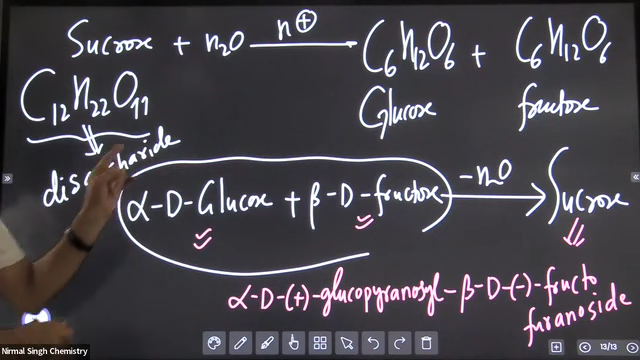 Sucrose + H2O —H⊕→ C6H12O6 + C6H12O6
C12H22O11
Glucose fructose
α-D-Glucose + β-D-fructose —-H2O→ Sucrose
α-D-(+)-glucopyranosyl-β-D-(-)-fructo
furanoside
Nirmal Singh Chemistry
13/13